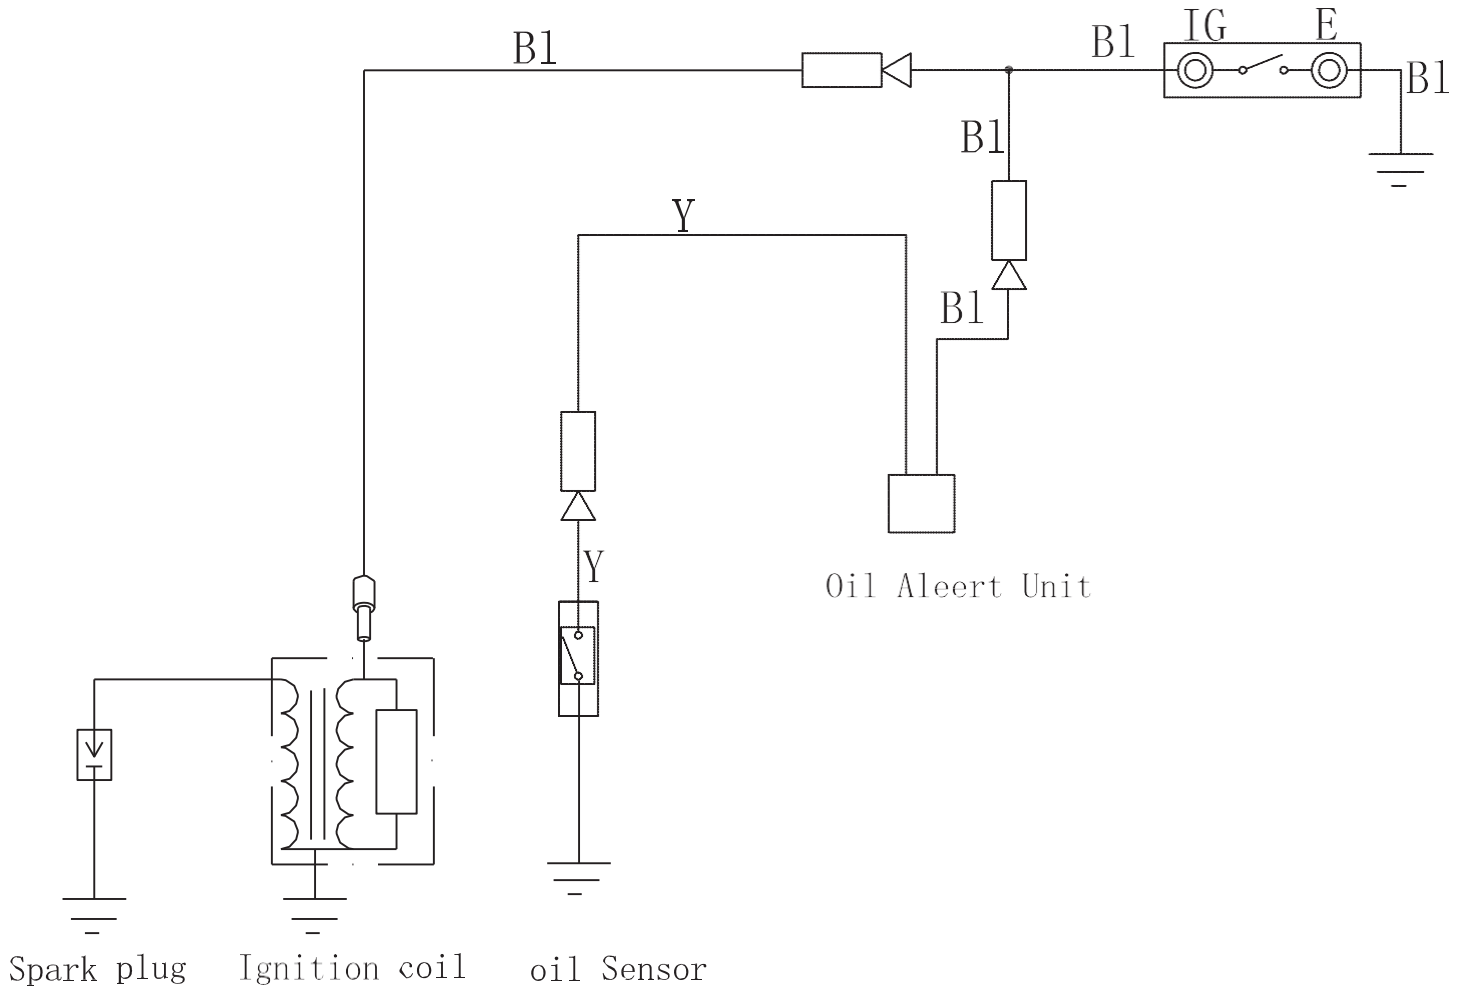 IG E
Bl
Bl
Bl
Bl
Y
Bl
Y
Oil Aleert Unit
Spark plug
Ignition coil
oil Sensor